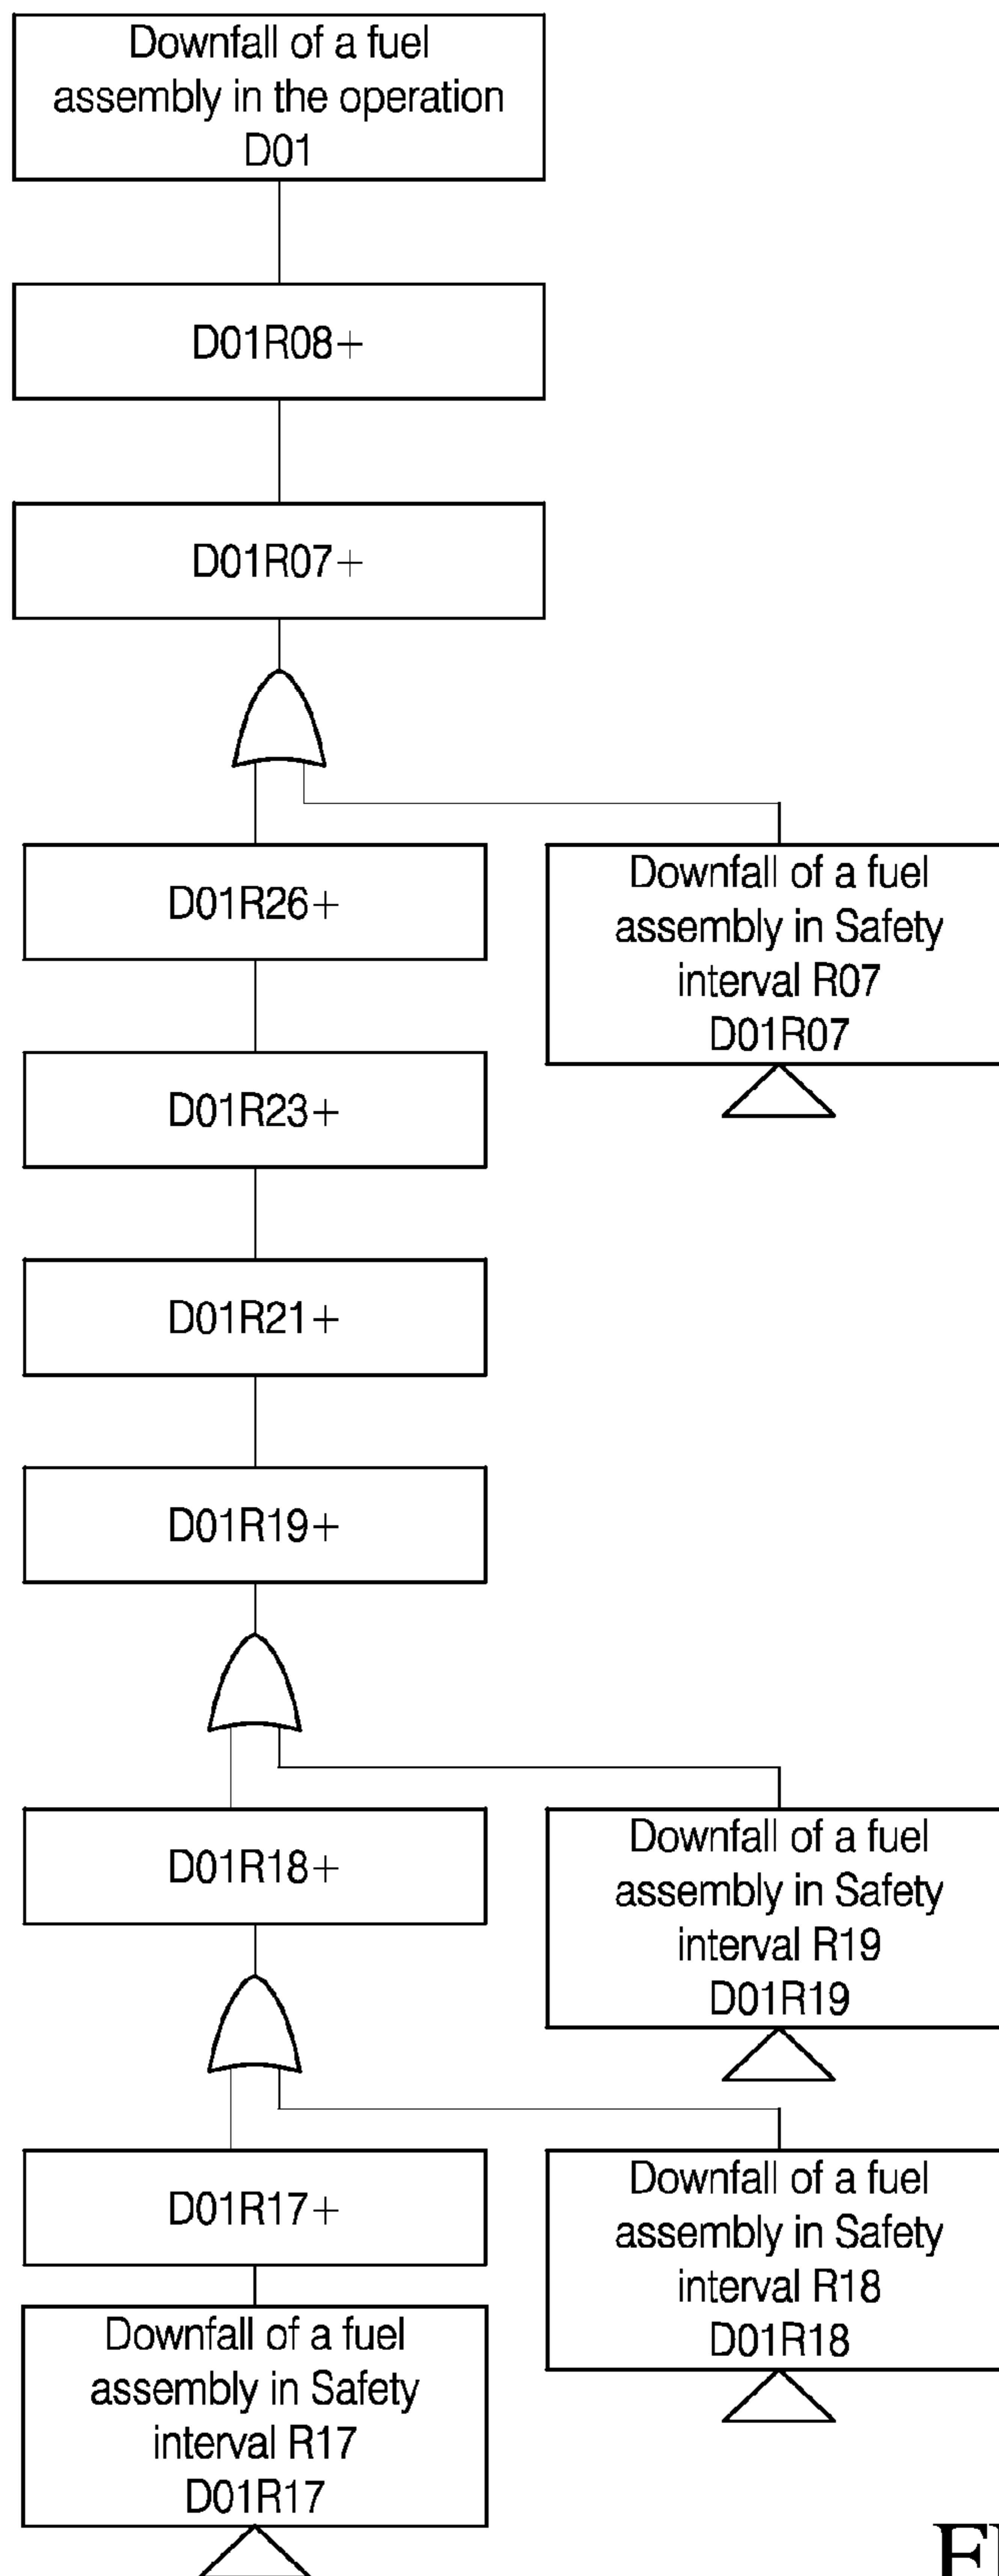 Downfall of a fuel
assembly in the operation
D01
D01R08+
D01R07+
D01R26+
Downfall of a fuel
assembly in Safety
interval R07
D01R07
D01R23+
D01R21+
D01R19+
D01R18+
Downfall of a fuel
assembly in Safety
interval R19
D01R19
D01R17+
Downfall of a fuel
assembly in Safety
interval R18
D01R18
Downfall of a fuel
assembly in Safety
interval R17
D01R17